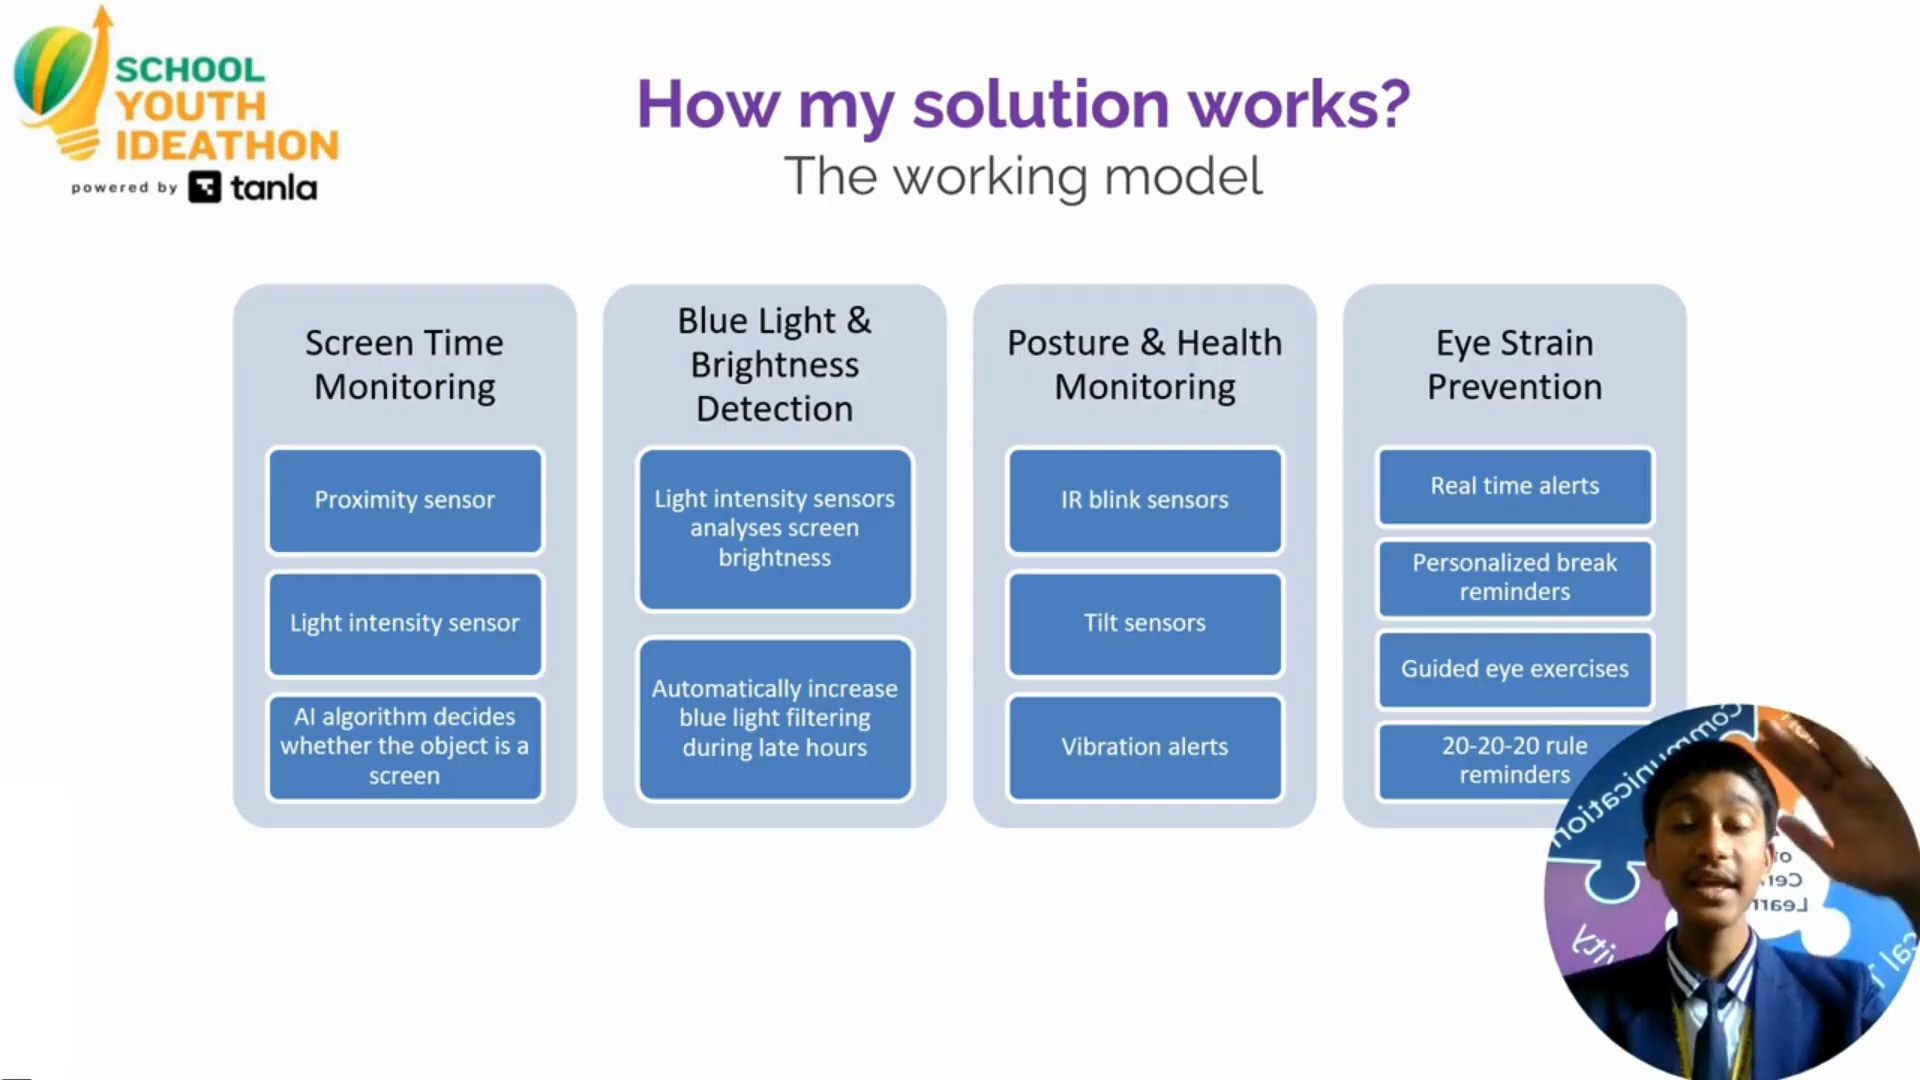 SCHOOL
YOUTH
IDEATHON
powered by tanla
How my solution works?
The working model
Screen Time
Monitoring
Proximity sensor
Light intensity sensor
AI algorithm decides
whether the object is a
screen
Blue Light &
Brightness
Detection
Light intensity sensors
analyses screen
brightness
Automatically increase
blue light filtering
during late hours
Posture & Health
Monitoring
IR blink sensors
Tilt sensors
Vibration alerts
Eye Strain
Prevention
Real time alerts
Personalized break
reminders
Guided eye exercises
20-20-20 rule
reminders